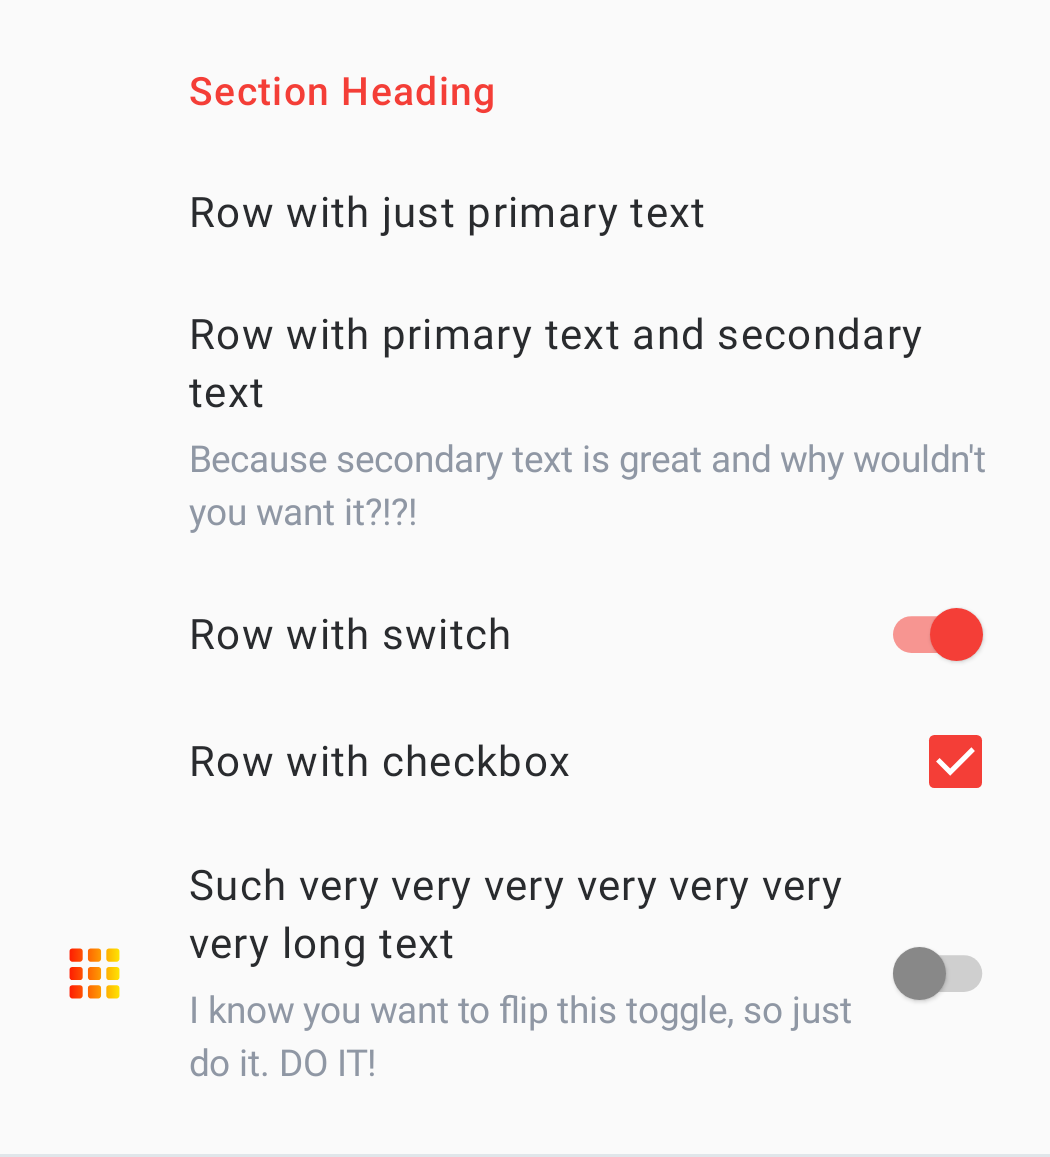 Section Heading
Row with just primary text
Row with primary text and secondary
text
Because secondary text is great and why wouldn't
you want it?!?!
Row with switch
Row with checkbox
Such very very very very very very
very long text
I know you want to flip this toggle, so just
do it. DO IT!